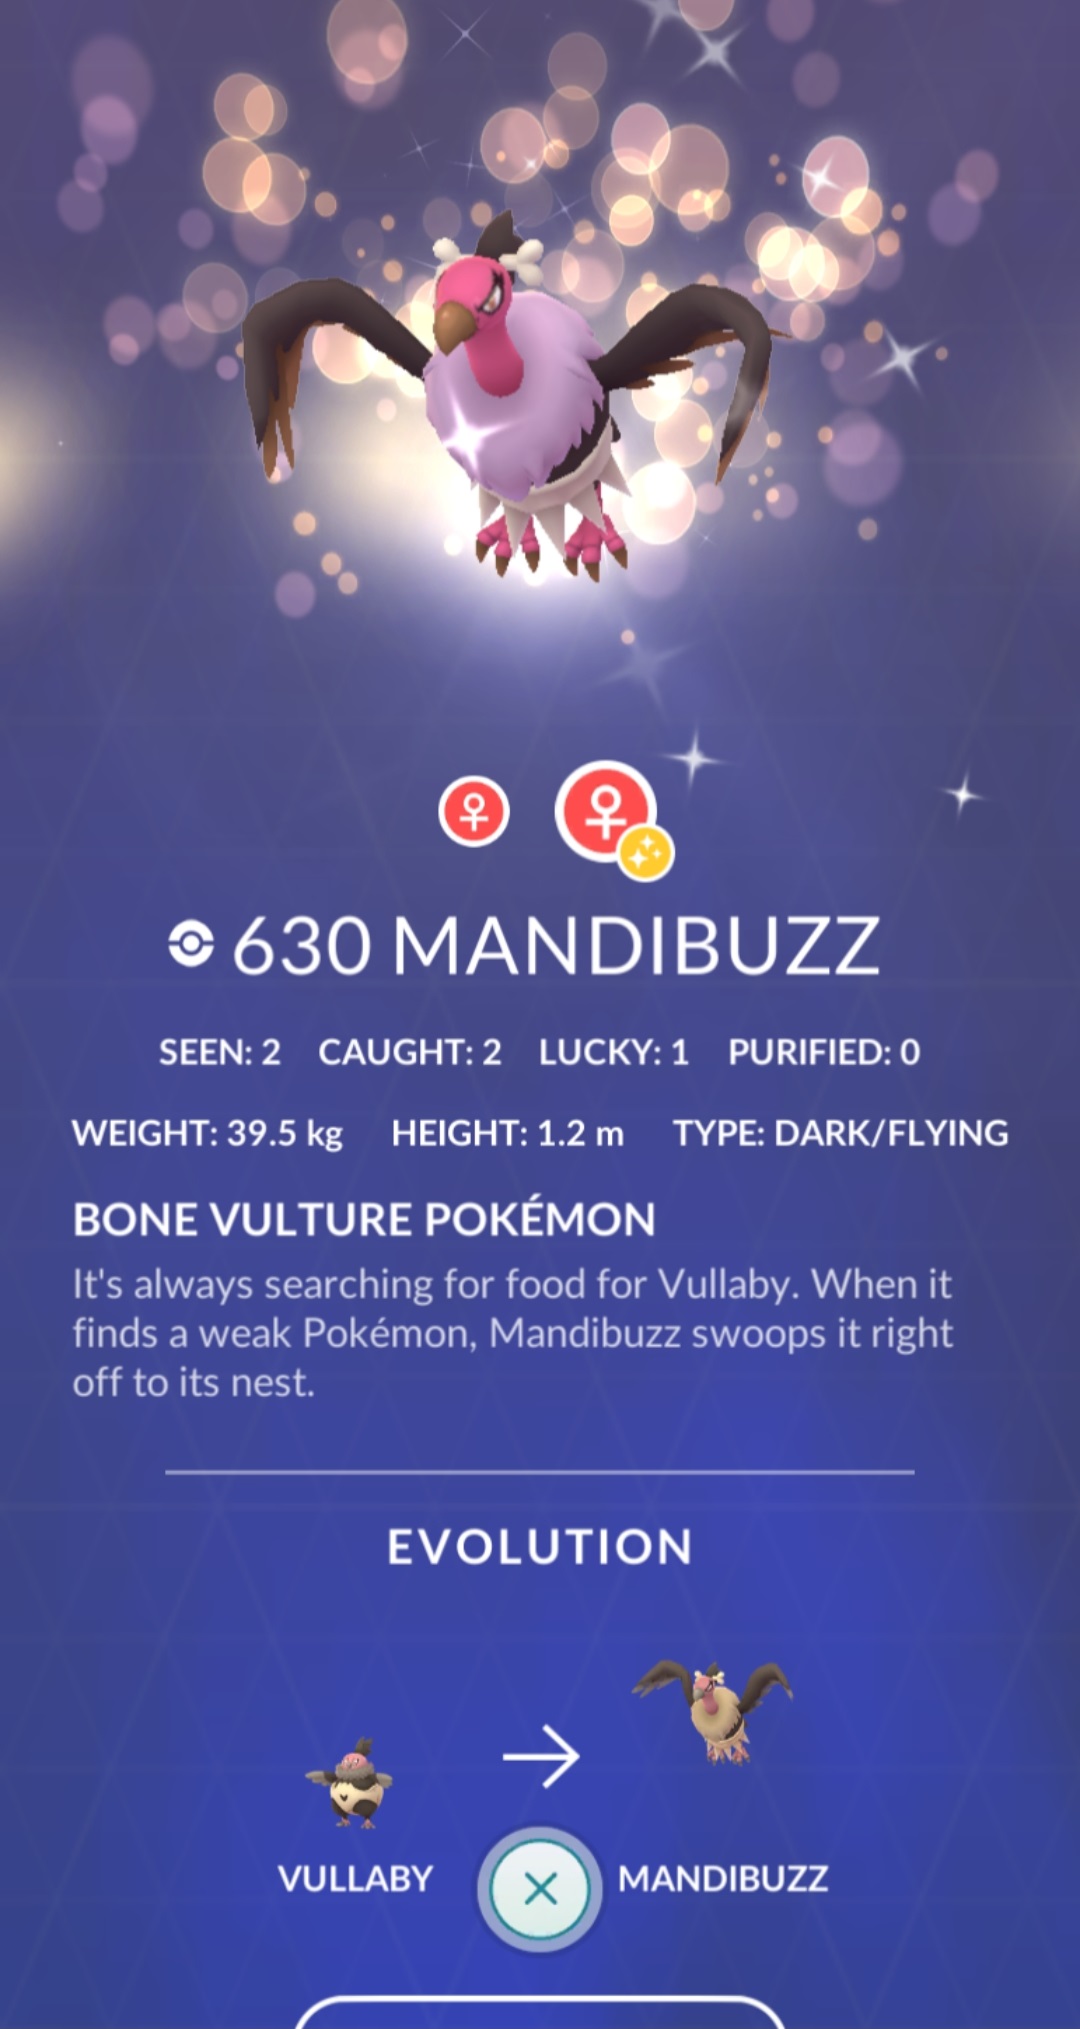 630 MANDIBUZZ
SEEN: 2 CAUGHT: 2 LUCKY: 1 PURIFIED: 0
WEIGHT: 39.5 kg HEIGHT: 1.2 m TYPE: DARK/FLYING
BONE VULTURE POKÉMON
It's always searching for food for Vullaby. When it
finds a weak Pokémon, Mandibuzz swoops it right
off to its nest.
EVOLUTION
VULLABY MANDIBUZZ